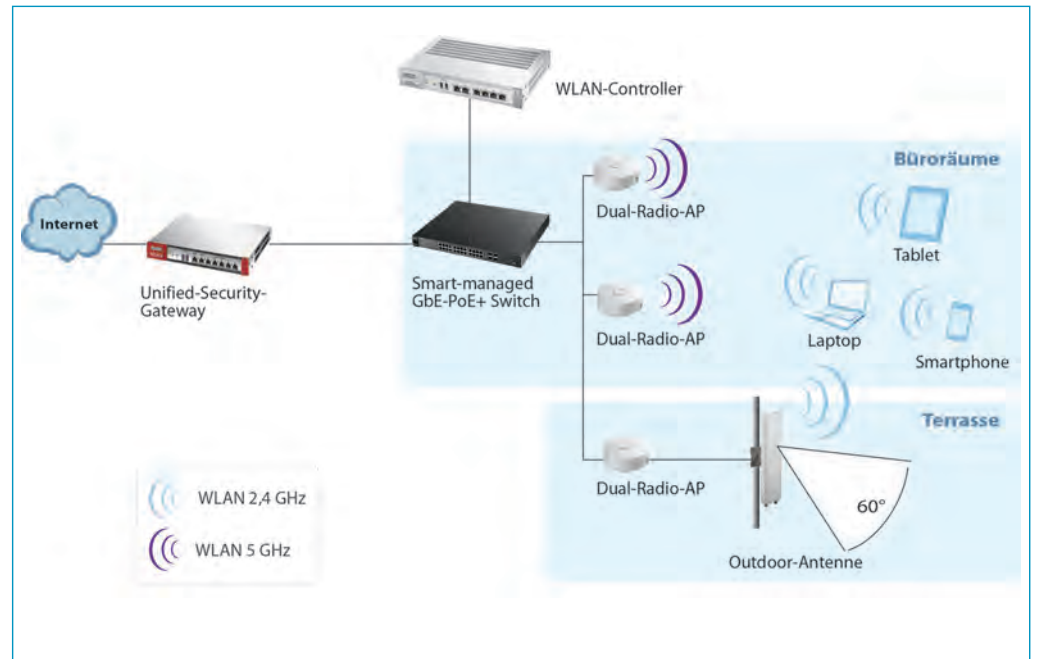 WLAN-Controller
Büroräume
Internet
Dual-Radio-AP
Tablet
Unified-Security-
Gateway
Smart-managed
GbE-PoE+ Switch
Dual-Radio-AP
Laptop
Smartphone
Terrasse
Dual-Radio-AP
60°
Outdoor-Antenne
WLAN 2,4 GHz
WLAN 5 GHz